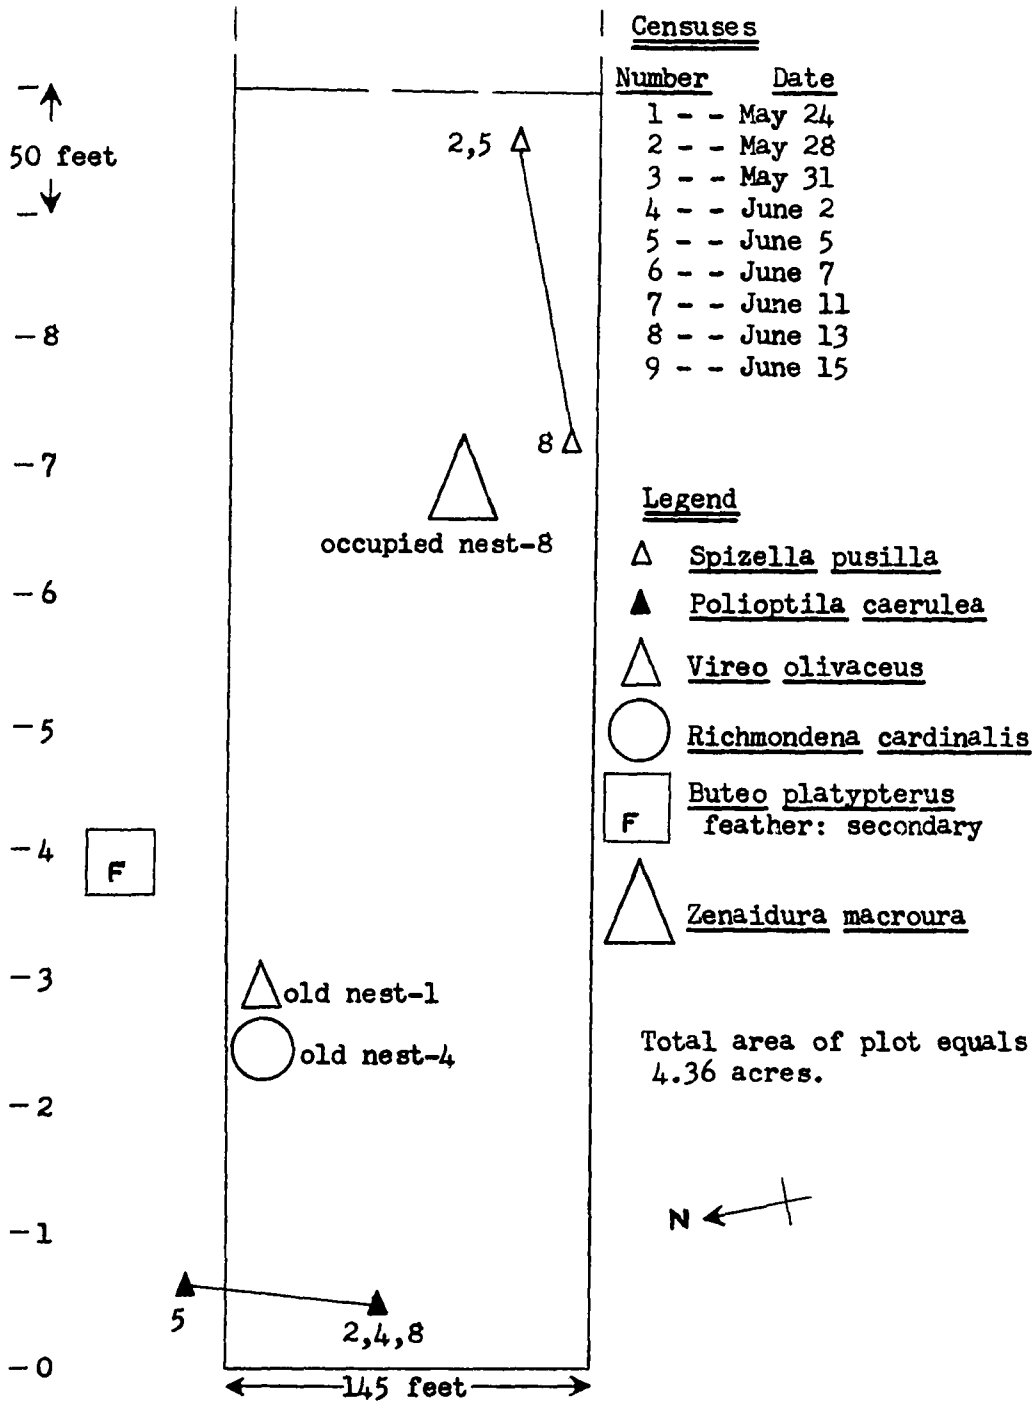 Censuses
Number Date
1 - - May 24
2 - - May 28
3 - - May 31
4 - - June 2
5 - - June 5
6 - - June 7
7 - - June 11
8 - - June 13
9 - - June 15
50 feet
2,5
-8
8
-7
occupied nest-8
Legend
Spizella pusilla
-6
Polioptila caerulea
Vireo olivaceus
-5
Richmondena cardinalis
Buteo platypterus
F feather: secondary
-4
F
Zenaidura macroura
-3
old nest-1
old nest-4
Total area of plot equals
4.36 acres.
-2
N
-1
5
2,4,8
-0
145 feet